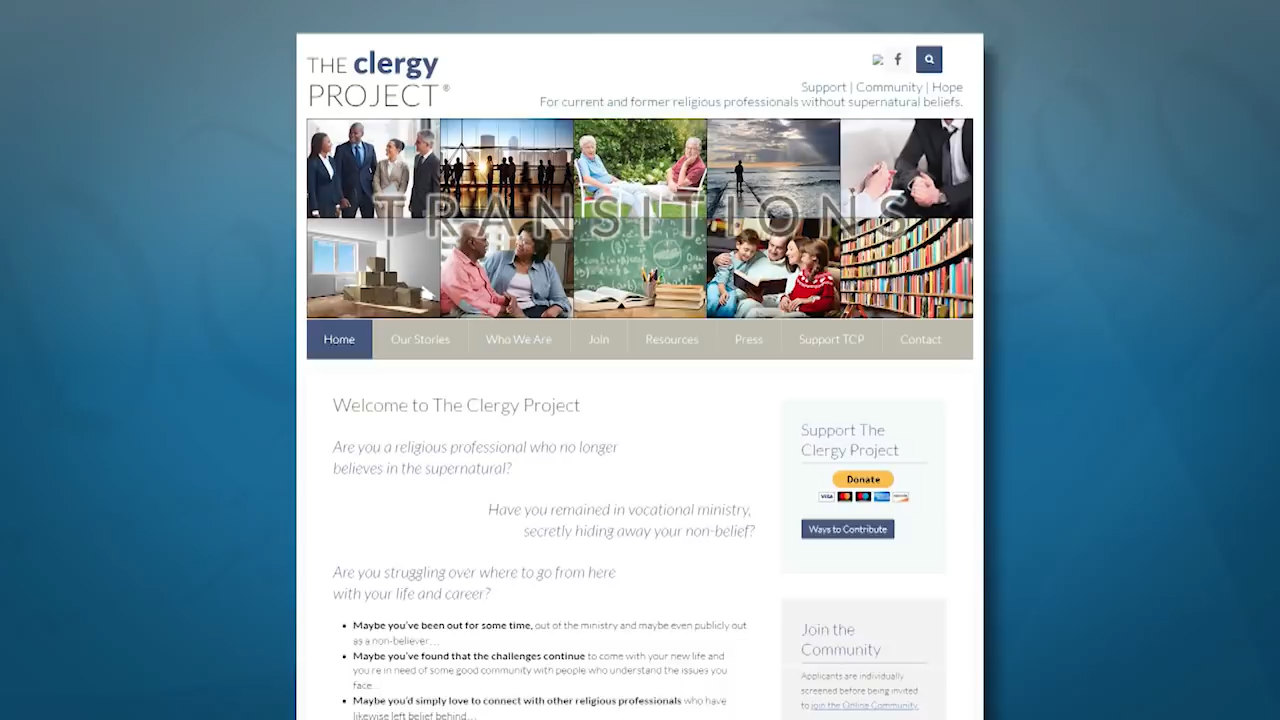 THE clergy
PROJECT®
Support | Community | Hope
For current and former religious professionals without supernatural beliefs.
TRANSITIONS
Home
Our Stories
Who We Are
Join
Resources
Press
Support TCP
Contact
Welcome to The Clergy Project
Are you a religious professional who no longer
believes in the supernatural?
Have you remained in vocational ministry,
secretly hiding away your non-belief?
Are you struggling over where to go from here
with your life and career?
• Maybe you've been out for some time, out of the ministry and maybe even publicly out
as a non-believer…
• Maybe you've found that the challenges continue to come with your new life and
you're in need of some good community with people who understand the issues you
face…
• Maybe you'd simply love to connect with other religious professionals who have
likewise left belief behind…
Support The
Clergy Project
Donate
VISA
Ways to Contribute
Join the
Community
Applicants are individually
screened before being invited
to join the Online Community.